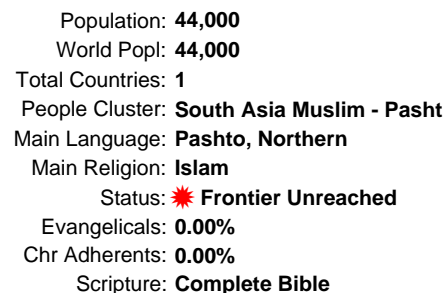 Population: 44,000
World Popl: 44,000
Total Countries: 1
People Cluster: South Asia Muslim - Pasht
Main Language: Pashto, Northern
Main Religion: Islam
Status: Frontier Unreached
Evangelicals: 0.00%
Chr Adherents: 0.00%
Scripture: Complete Bible